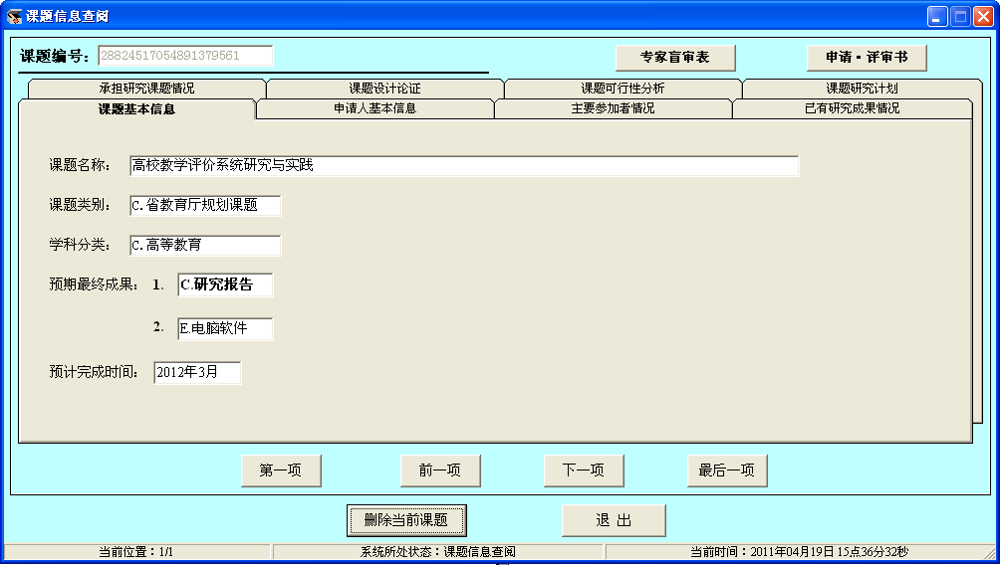 课题信息查阅
课题编号： 28824517054891379561 专家盲审表 申请·评审书
承担研究课题情况 课题设计论证 课题可行性分析 课题研究计划
课题基本信息 申请人基本信息 主要参加者情况 已有研究成果情况
课题名称： 高校教学评价系统研究与实践
课题类别： C.省教育厅规划课题
学科分类： C.高等教育
预期最终成果： 1. C.研究报告
2. E.电脑软件
预计完成时间： 2012年3月
第一项 前一项 下一项 最后一项
删除当前课题 退 出
当前位置：1/1 系统所处状态：课题信息查阅 当前时间：2011年04月19日 15点36分32秒